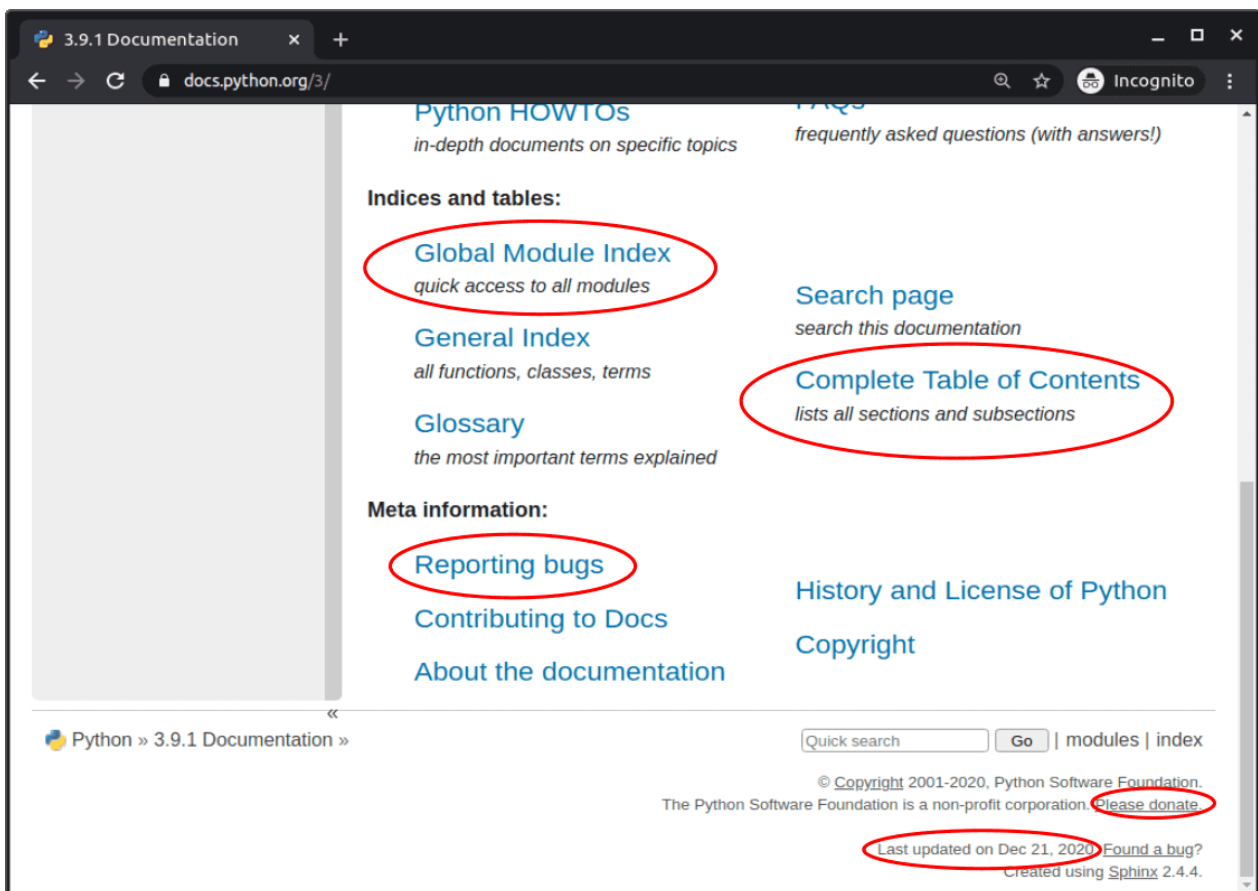 3.9.1 Documentation
docs.python.org/3/
Incognito
Python HOWTOs
in-depth documents on specific topics
FAQs
frequently asked questions (with answers!)
Indices and tables:
Global Module Index
quick access to all modules
General Index
all functions, classes, terms
Glossary
the most important terms explained
Search page
search this documentation
Complete Table of Contents
lists all sections and subsections
Meta information:
Reporting bugs
Contributing to Docs
About the documentation
History and License of Python
Copyright
«
Python » 3.9.1 Documentation »
Quick search Go | modules | index
© Copyright 2001-2020, Python Software Foundation.
The Python Software Foundation is a non-profit corporation. Please donate.
Last updated on Dec 21, 2020. Found a bug?
Created using Sphinx 2.4.4.